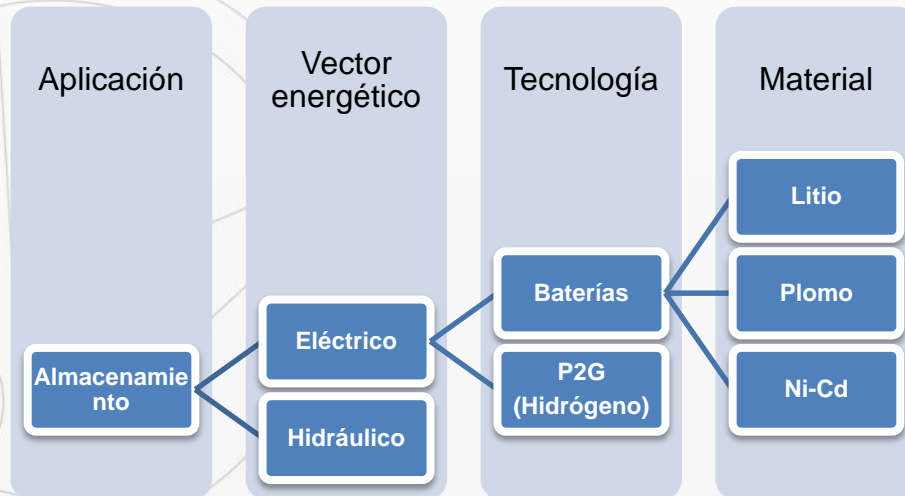 Aplicación
Vector
energético
Tecnología
Material
Almacenamie
nto
Eléctrico
Hidráulico
Baterías
P2G
(Hidrógeno)
Litio
Plomo
Ni-Cd